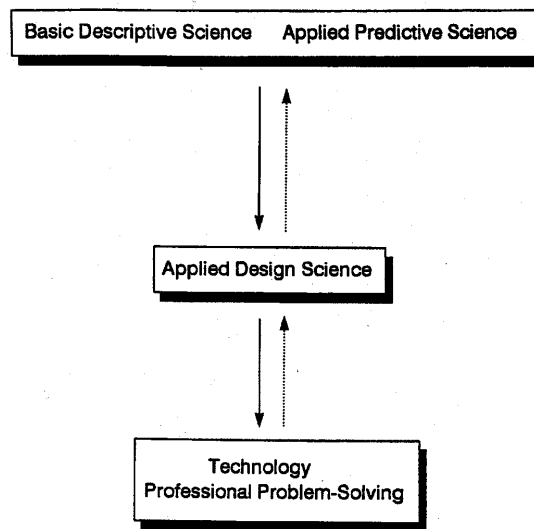 Basic Descriptive Science Applied Predictive Science
Applied Design Science
Technology
Professional Problem-Solving